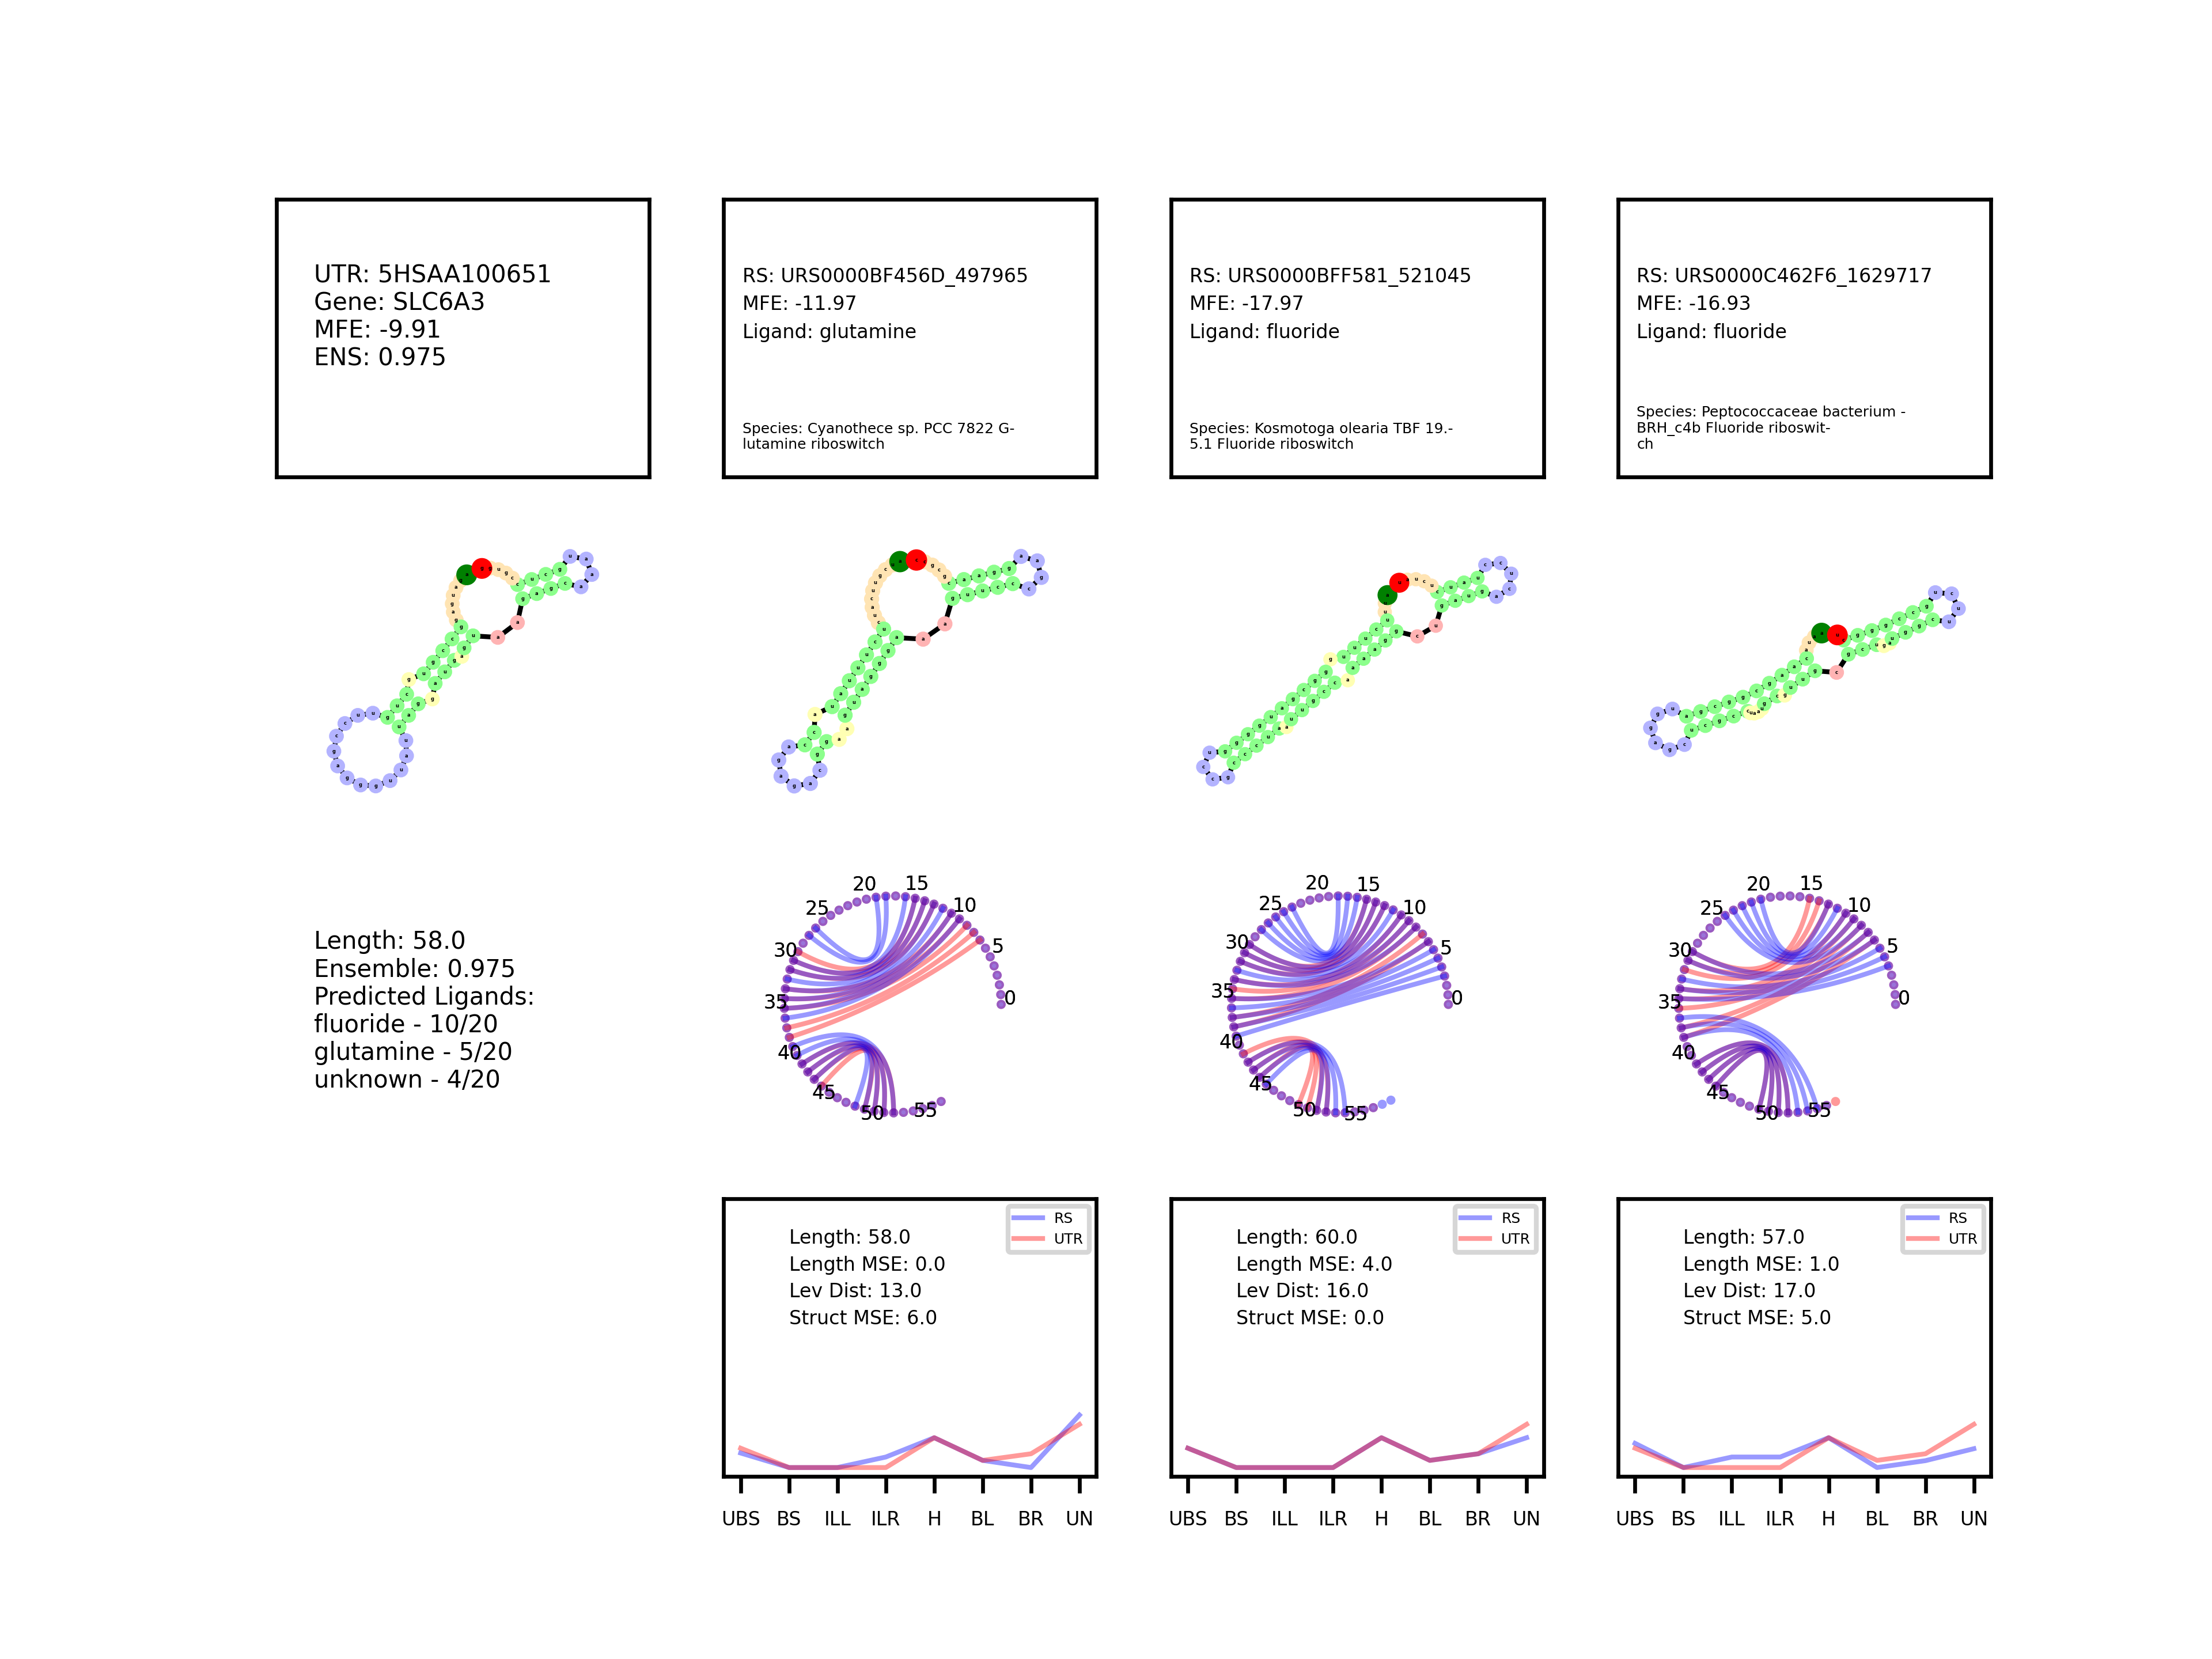 UTR: 5HSAA100651
Gene: SLC6A3
MFE: -9.91
ENS: 0.975
RS: URS0000BF456D_497965
MFE: -11.97
Ligand: glutamine
Species: Cyanothece sp. PCC 7822 G-
lutamine riboswitch
RS: URS0000BFF581_521045
MFE: -17.97
Ligand: fluoride
Species: Kosmotoga olearia TBF 19.-
5.1 Fluoride riboswitch
RS: URS0000C462F6_1629717
MFE: -16.93
Ligand: fluoride
Species: Peptococcaceae bacterium -
BRH_c4b Fluoride riboswit-
ch
Length: 58.0
Ensemble: 0.975
Predicted Ligands:
fluoride - 10/20
glutamine - 5/20
unknown - 4/20
0
5
10
15
20
25
30
35
40
45
50
55
0
5
10
15
20
25
30
35
40
45
50
55
0
5
10
15
20
25
30
35
40
45
50
55
RS
UTR
Length: 58.0
Length MSE: 0.0
Lev Dist: 13.0
Struct MSE: 6.0
UBS BS ILL ILR H BL BR UN
RS
UTR
Length: 60.0
Length MSE: 4.0
Lev Dist: 16.0
Struct MSE: 0.0
UBS BS ILL ILR H BL BR UN
RS
UTR
Length: 57.0
Length MSE: 1.0
Lev Dist: 17.0
Struct MSE: 5.0
UBS BS ILL ILR H BL BR UN